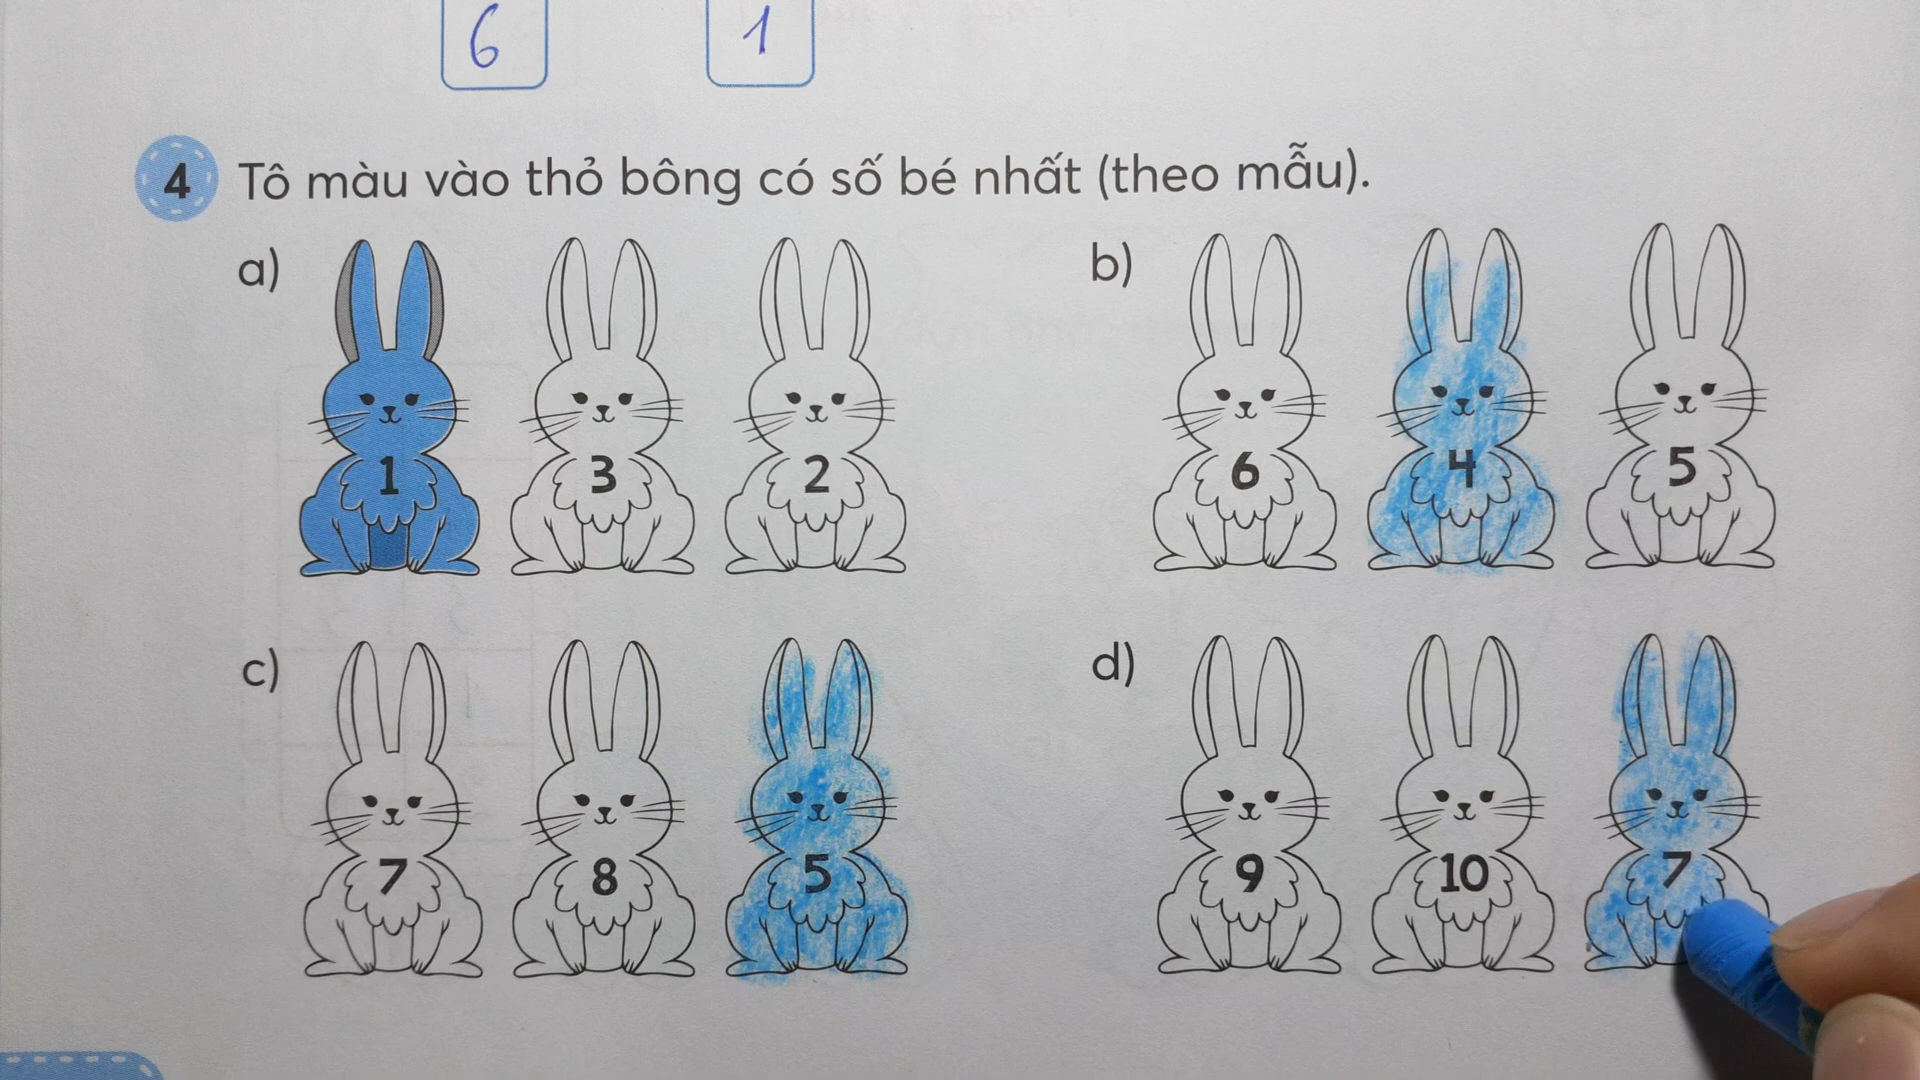 6 1
4 Tô màu vào thỏ bông có số bé nhất (theo mẫu).
a) 1 3 2
b) 6 4 5
c) 7 8 5
d) 9 10 7